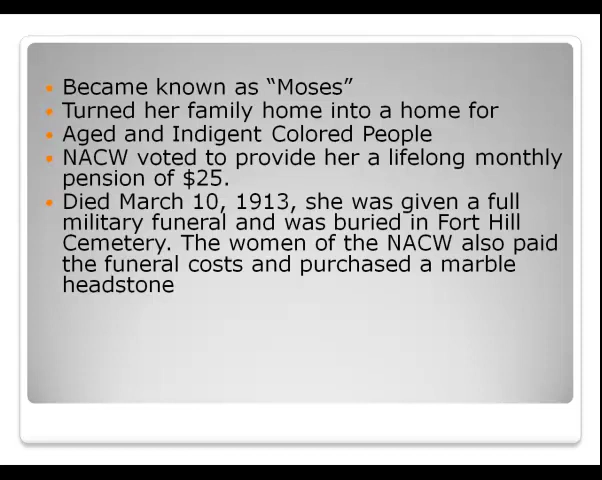 • Became known as “Moses”
• Turned her family home into a home for
• Aged and Indigent Colored People
• NACW voted to provide her a lifelong monthly
pension of $25.
• Died March 10, 1913, she was given a full
military funeral and was buried in Fort Hill
Cemetery. The women of the NACW also paid
the funeral costs and purchased a marble
headstone